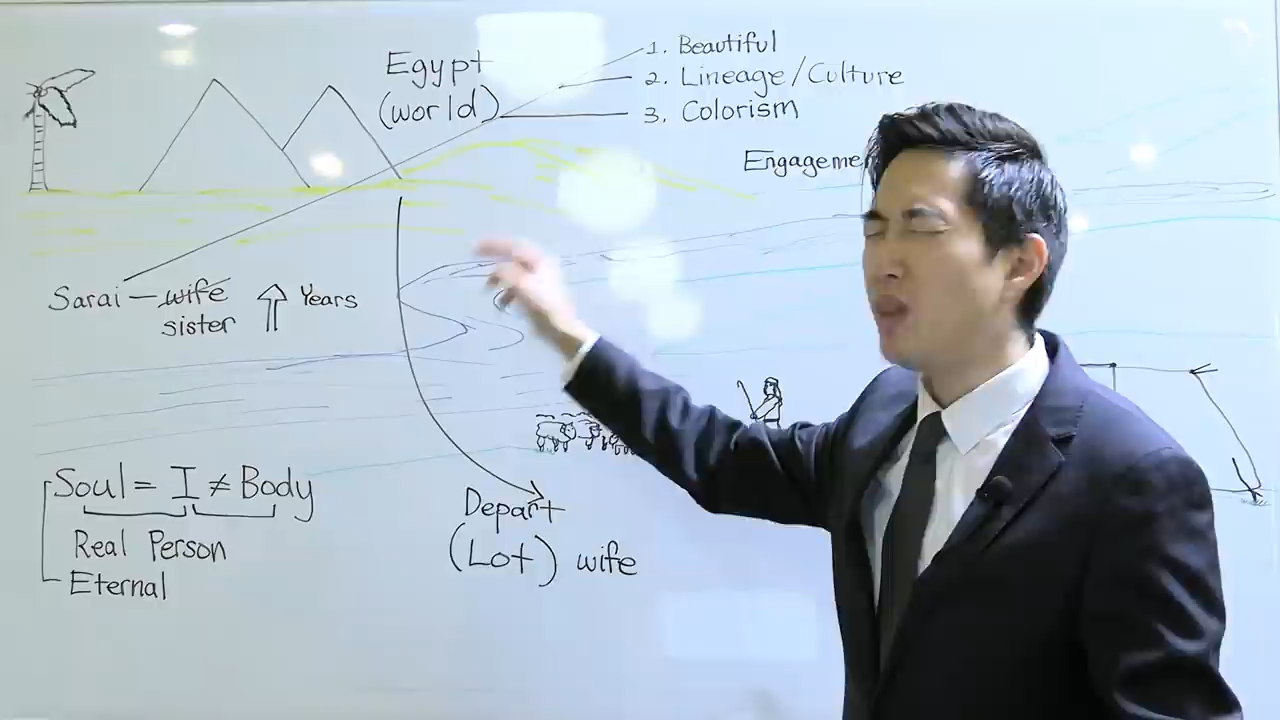 Egypt
(world)
1. Beautiful
2. Lineage/Culture
3. Colorism
Engageme
Sarai — wife
sister
Years
Soul = I ≠ Body
Real Person
Eternal
Depart
(Lot) wife